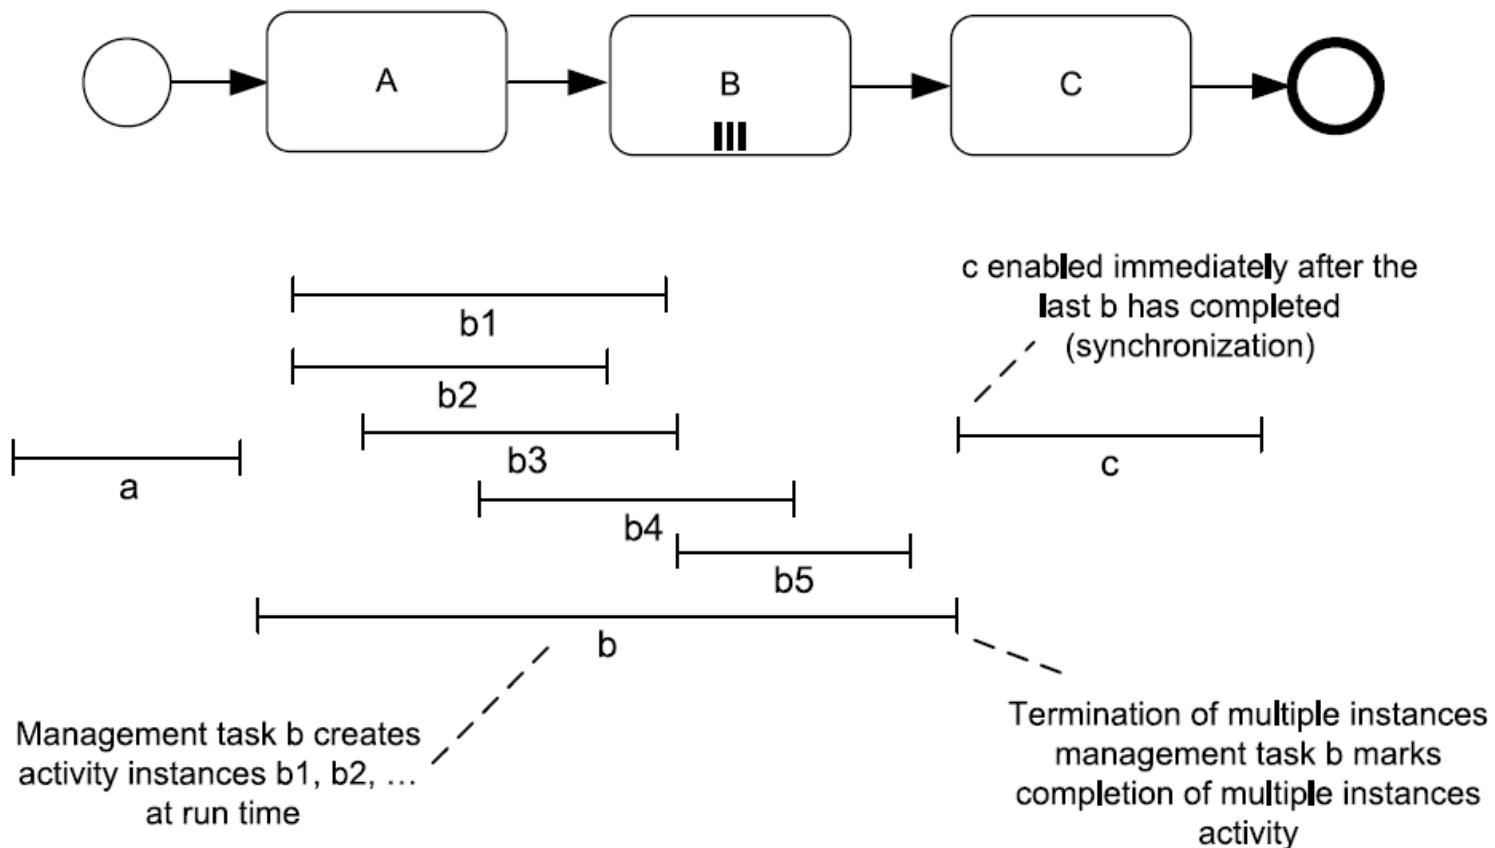 A
B
C
c enabled immediately after the
last b has completed
(synchronization)
b1
b2
b3
a
c
b4
b5
b
Management task b creates
activity instances b1, b2, ...
at run time
Termination of multiple instances
management task b marks
completion of multiple instances
activity